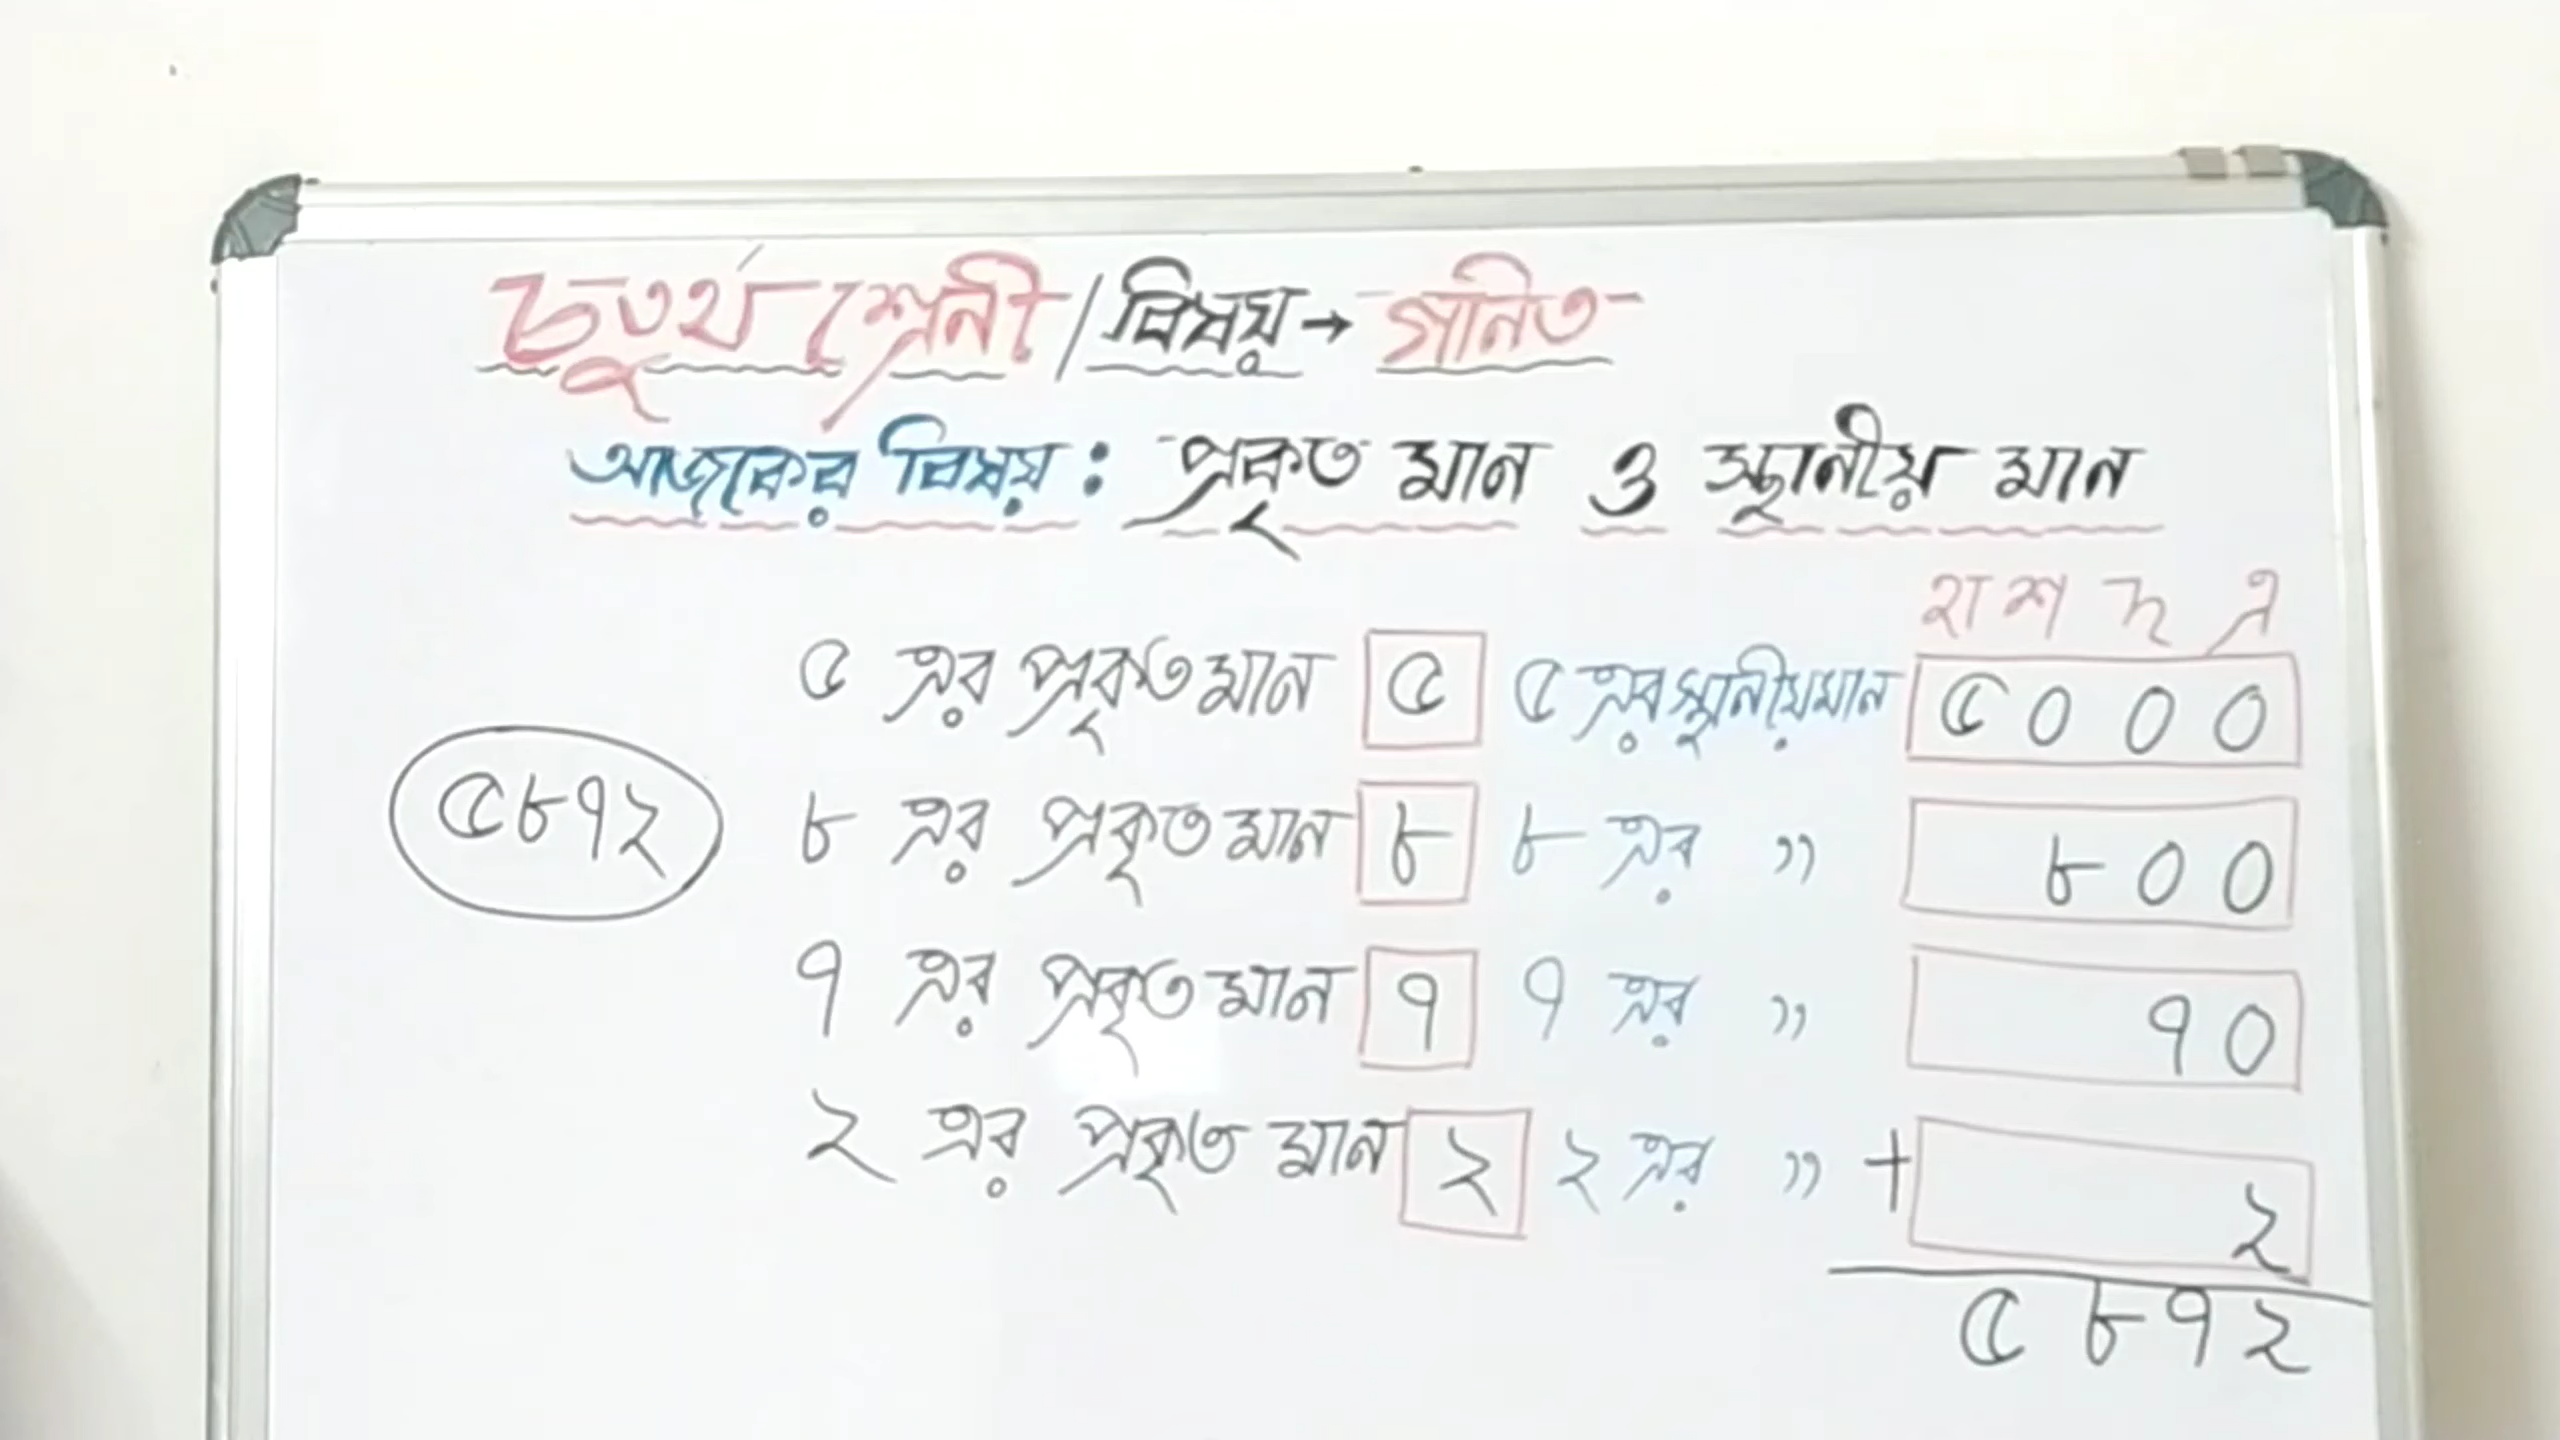 চতুর্থ শ্রেনী / বিষয় → গনিত
আজকের বিষয় : প্রকৃত মান ও স্থানীয় মান
হা শ দ এ
৫ এর প্রকৃত মান ৫ ৫ এর স্থানীয় মান ৫০০০
৫৮৭২ ৮ এর প্রকৃত মান ৮ ৮ এর " ৮০০
৭ এর প্রকৃত মান ৭ ৭ এর " ৭০
২ এর প্রকৃত মান ২ ২ এর " + ২
৫৮৭২